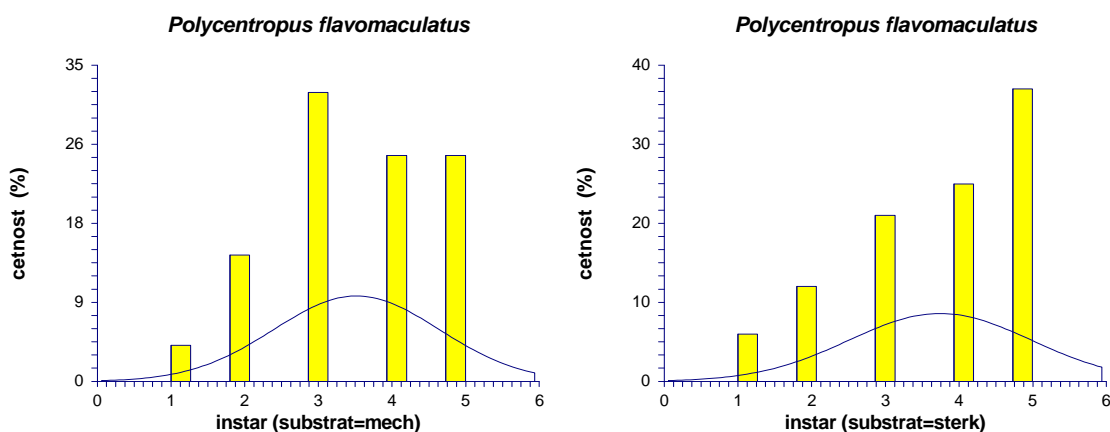 Polycentropus flavomaculatus
35
26
18
9
0
cetnost (%)
0 1 2 3 4 5 6
instar (substrat=mech)
Polycentropus flavomaculatus
40
30
20
10
0
cetnost (%)
0 1 2 3 4 5 6
instar (substrat=sterk)